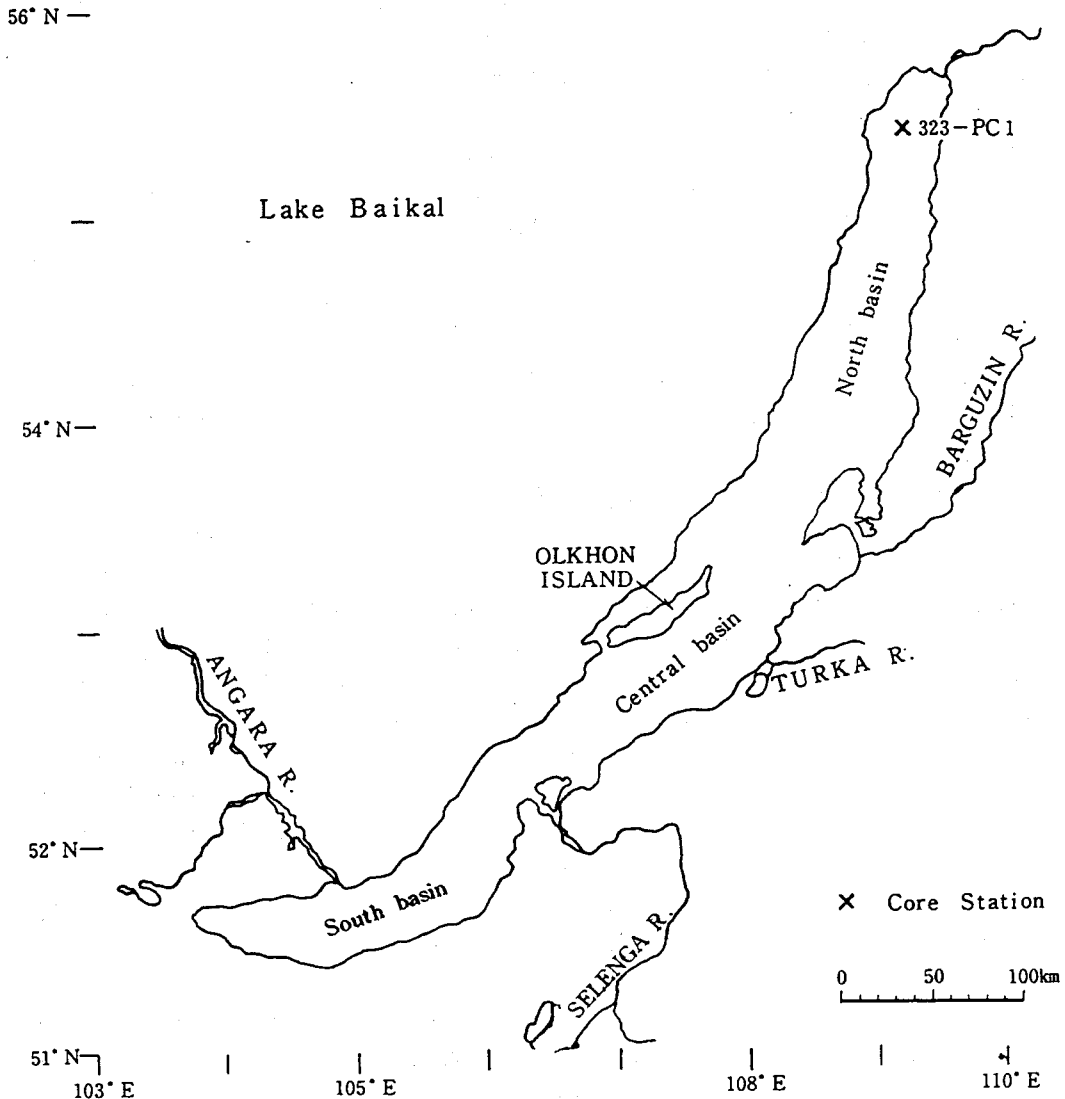 56° N
323-PC1
Lake Baikal
North basin
BARGUZIN R.
54° N
OLKHON
ISLAND
Central basin
TURKA R.
ANGARA R.
52° N
South basin
× Core Station
SELENGA R.
0 50 100km
51° N
103° E
105° E
108° E
110° E